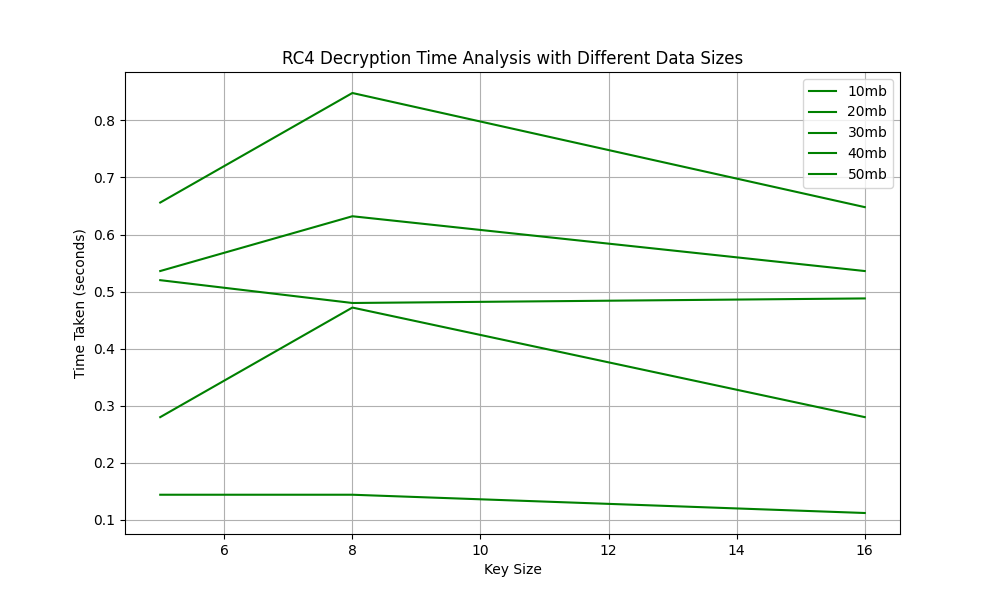 RC4 Decryption Time Analysis with Different Data Sizes
10mb
20mb
30mb
40mb
50mb
0.8
0.7
0.6
0.5
0.4
0.3
0.2
0.1
Time Taken (seconds)
6 8 10 12 14 16
Key Size